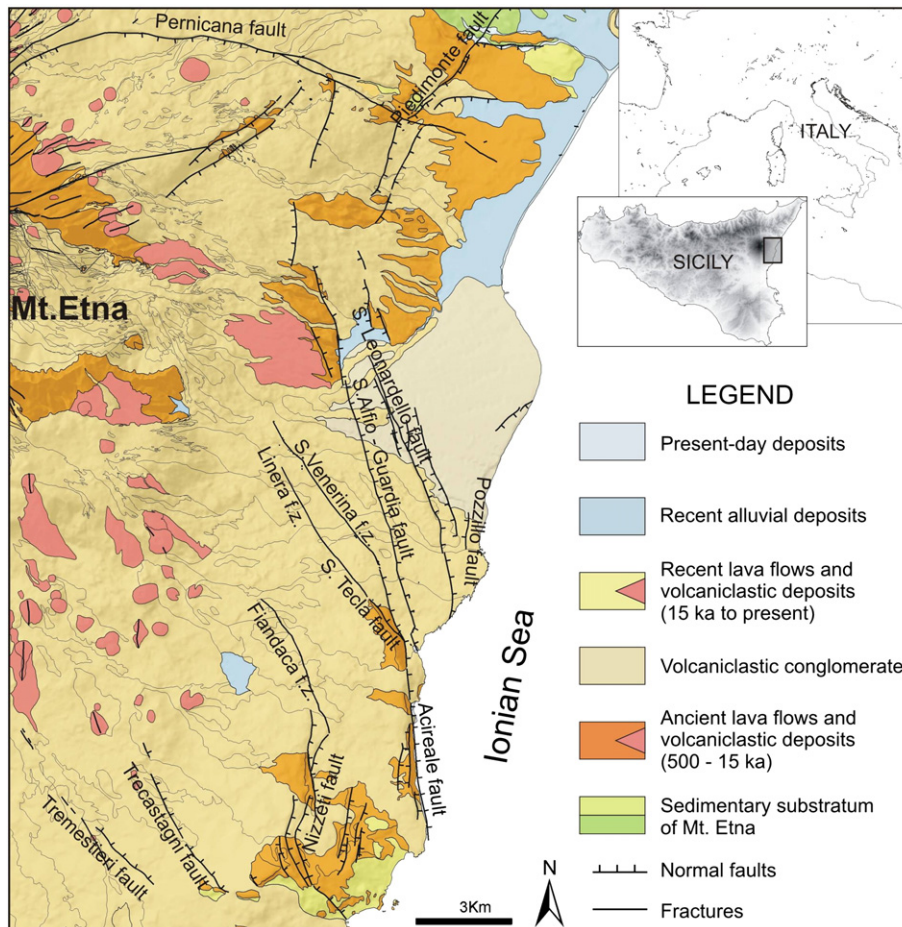 Pernicana fault
Piedmonte fault
ITALY
SICILY
Mt.Etna
S. Leonardello fault
S. Alfio - Guardia fault
S.Venerina f.z.
Linera f.z.
Pozzillo fault
S. Tecla fault
Fiandaca f.z.
Ionian Sea
Acireale fault
Nizzeti fault
Trecastagni fault
Tremestieri fault
3Km
N
LEGEND
Present-day deposits
Recent alluvial deposits
Recent lava flows and
volcaniclastic deposits
(15 ka to present)
Volcaniclastic conglomerate
Ancient lava flows and
volcaniclastic deposits
(500 - 15 ka)
Sedimentary substratum
of Mt. Etna
Normal faults
Fractures